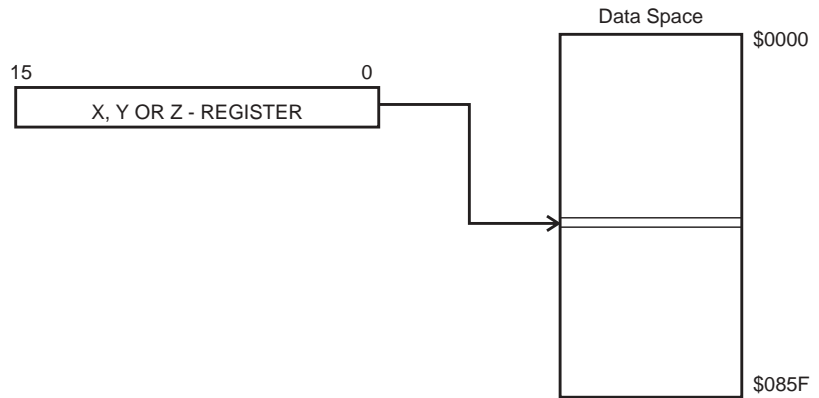 Data Space
$0000
15 0
X, Y OR Z - REGISTER
$085F